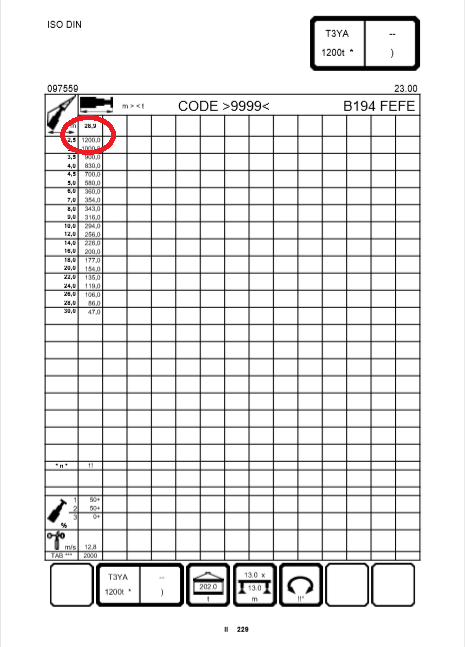 ISO DIN
T3YA --
1200t * )
097559 23.00
m > < t CODE >9999< B194 FEFE
m 28,9
2,5 1200,0
1000,0
3,5 900,0
4,0 830,0
4,5 700,0
5,0 580,0
6,0 360,0
7,0 354,0
8,0 343,0
9,0 316,0
10,0 294,0
12,0 256,0
14,0 226,0
16,0 200,0
18,0 177,0
20,0 154,0
22,0 135,0
24,0 119,0
26,0 106,0
28,0 86,0
30,0 47,0
* n * !!
1 50+
2 50+
3 0+
%
m/s 12,8
TAB *** 2000
T3YA --
1200t * )
202.0
t
13.0 x
13.0
m
!!°
II 229